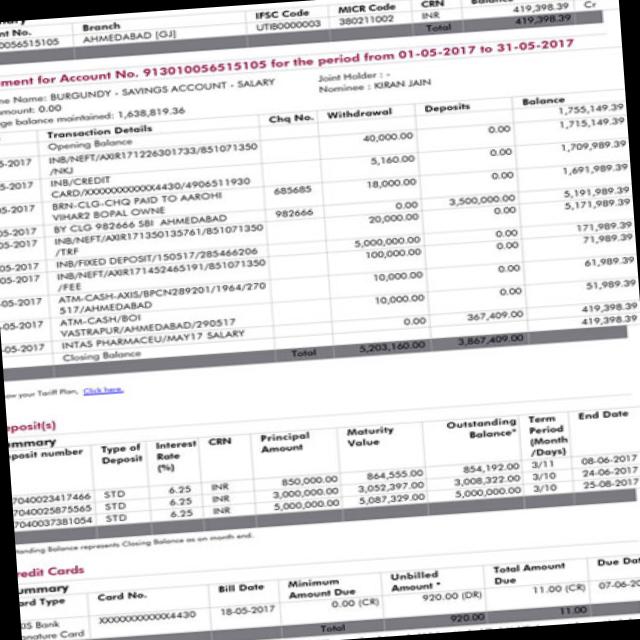 Branch IFSC Code MICR Code CRN
nt No. AHMEDABAD [GJ] UTIB0000003 380211002 INR 419,398.39 Cr
0056515105 Total 419,398.39
ment for Account No. 913010056515105 for the period from 01-05-2017 to 31-05-2017
me Name: BURGUNDY - SAVINGS ACCOUNT - SALARY Joint Holder : -
amount: 0.00 Nominee : KIRAN JAIN
ge balance maintained: 1,638,819.36
Transaction Details Chq No. Withdrawal Deposits Balance
Opening Balance 1,755,149.39
5-2017 INB/NEFT/AXIR171226301733/851071350 40,000.00 0.00 1,715,149.39
/NKJ
5-2017 INB/CREDIT 5,160.00 0.00 1,709,989.39
CARD/XXXXXXXXXXXX4430/4906511930
05-2017 BRN-CLG-CHQ PAID TO AAROHI 685685 18,000.00 0.00 1,691,989.39
VIHAR2 BOPAL OWNE
05-2017 BY CLG 982666 SBI AHMEDABAD 982666 0.00 3,500,000.00 5,191,989.39
05-2017 INB/NEFT/AXIR171350135761/851071350 20,000.00 0.00 5,171,989.39
/TRF
05-2017 INB/FIXED DEPOSIT/150517/285466206 5,000,000.00 0.00 171,989.39
05-2017 INB/NEFT/AXIR171452465191/851071350 100,000.00 0.00 71,989.39
/FEE
-05-2017 ATM-CASH-AXIS/BPCN289201/1964/270 10,000.00 0.00 61,989.39
517/AHMEDABAD
-05-2017 ATM-CASH/BOI 10,000.00 0.00 51,989.39
VASTRAPUR/AHMEDABAD/290517
-05-2017 INTAS PHARMACEU/MAY17 SALARY 0.00 367,409.00 419,398.39
Closing Balance 419,398.39
Total 5,203,160.00 3,867,409.00
ow your Tariff Plan, Click here.
eposit(s)
ummary
posit number Type of Deposit Interest Rate (%) CRN Principal Amount Maturity Value Outstanding Balance* Term Period (Month /Days) End Date
7040023417466 STD 6.25 INR 850,000.00 864,555.00 854,192.00 3/11 08-06-2017
7040025875565 STD 6.25 INR 3,000,000.00 3,052,397.00 3,008,322.00 3/10 24-06-2017
7040037381054 STD 6.25 INR 5,000,000.00 5,087,329.00 5,000,000.00 3/10 25-08-2017
tanding Balance represents Closing Balance as on month end.
redit Cards
ummary
ard Type Card No. Bill Date Minimum Amount Due Unbilled Amount * Total Amount Due Due Dat
XIS Bank XXXXXXXXXXXX4430 18-05-2017 0.00 (CR) 920.00 (DR) 11.00 (CR) 07-06-20
gnature Card
Total 920.00 11.00